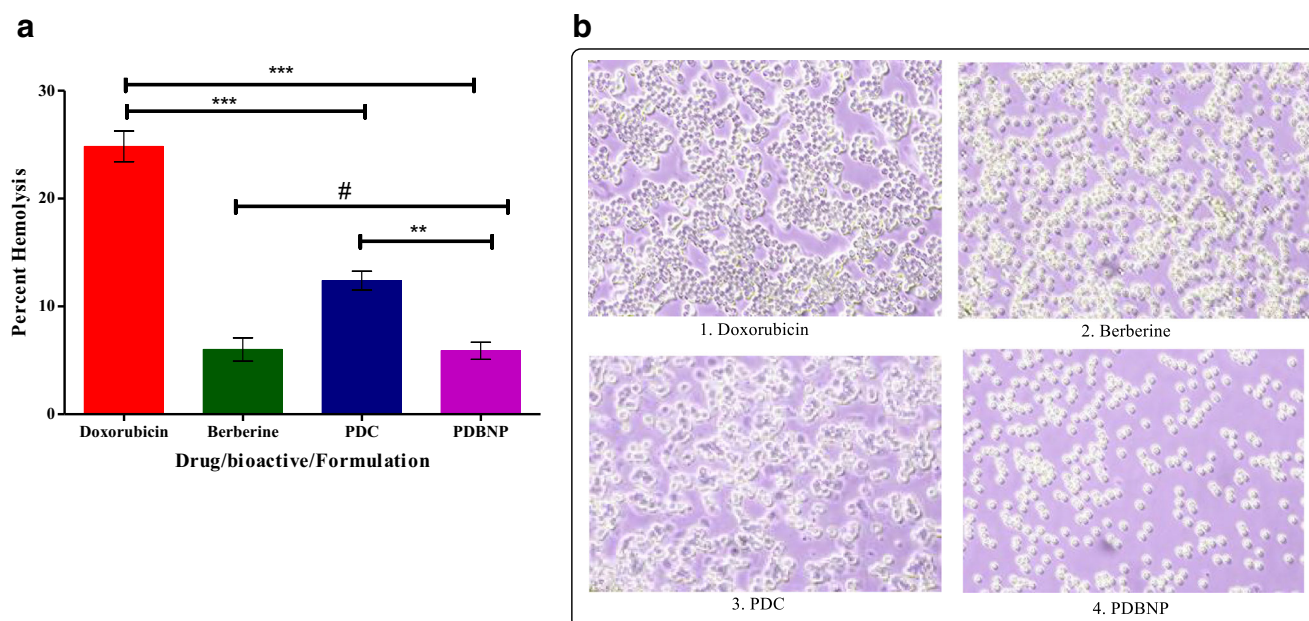 a
***
***
#
**
30
20
10
0
Percent Hemolysis
Doxorubicin Berberine PDC PDBNP
Drug/bioactive/Formulation
b
1. Doxorubicin
2. Berberine
3. PDC
4. PDBNP